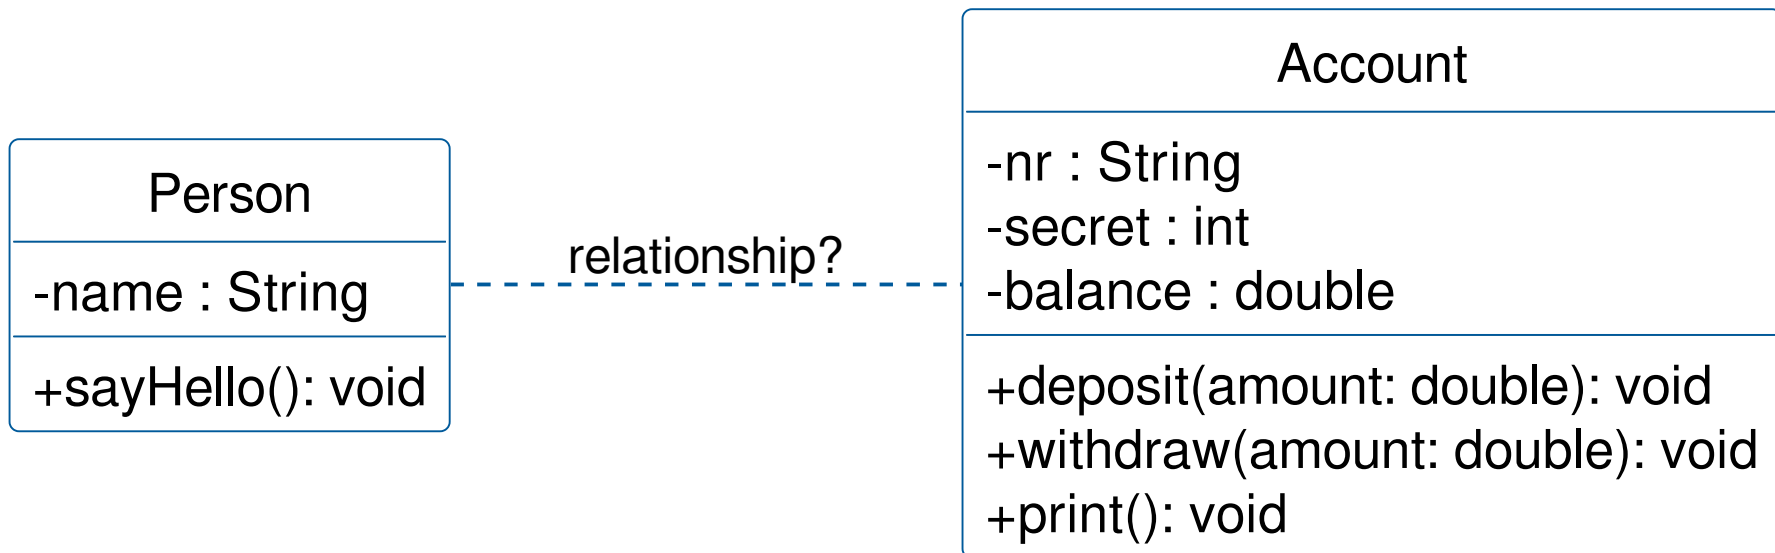 Person
-name : String
+sayHello(): void
relationship?
Account
-nr : String
-secret : int
-balance : double
+deposit(amount: double): void
+withdraw(amount: double): void
+print(): void